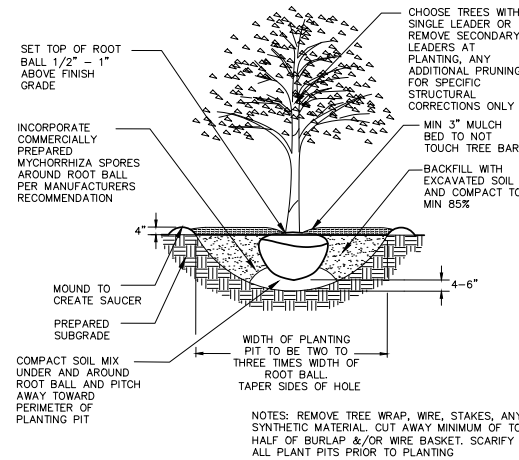 SET TOP OF ROOT
BALL 1/2" – 1"
ABOVE FINISH
GRADE
INCORPORATE
COMMERCIALLY
PREPARED
MYCHORRHIZA SPORES
AROUND ROOT BALL
PER MANUFACTURERS
RECOMMENDATION
4"
MOUND TO
CREATE SAUCER
PREPARED
SUBGRADE
COMPACT SOIL MIX
UNDER AND AROUND
ROOT BALL AND PITCH
AWAY TOWARD
PERIMETER OF
PLANTING PIT
CHOOSE TREES WITH
SINGLE LEADER OR
REMOVE SECONDARY
LEADERS AT
PLANTING, ANY
ADDITIONAL PRUNING
FOR SPECIFIC
STRUCTURAL
CORRECTIONS ONLY
MIN 3" MULCH
BED TO NOT
TOUCH TREE BAR
BACKFILL WITH
EXCAVATED SOIL
AND COMPACT TO
MIN 85%
4–6"
WIDTH OF PLANTING
PIT TO BE TWO TO
THREE TIMES WIDTH OF
ROOT BALL.
TAPER SIDES OF HOLE
NOTES: REMOVE TREE WRAP, WIRE, STAKES, ANY
SYNTHETIC MATERIAL. CUT AWAY MINIMUM OF TO
HALF OF BURLAP &/OR WIRE BASKET. SCARIFY
ALL PLANT PITS PRIOR TO PLANTING